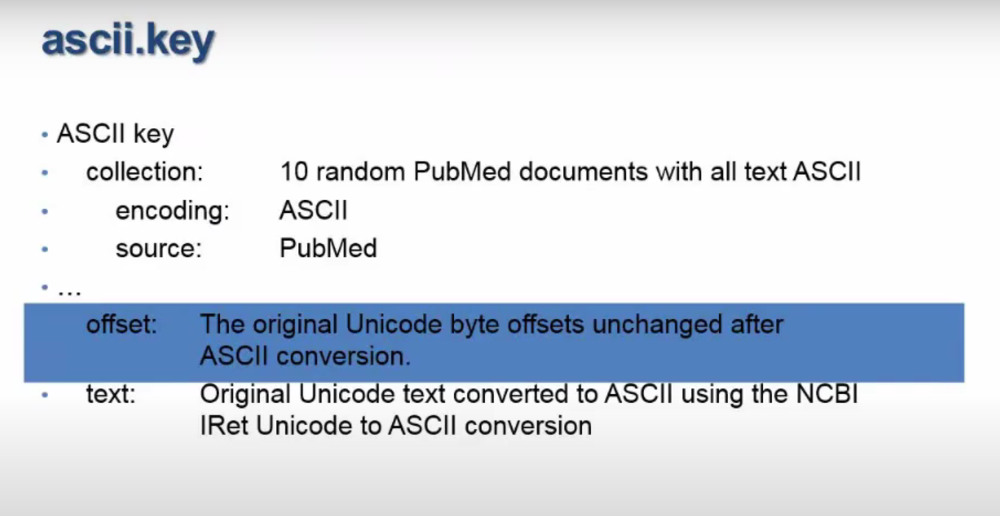 ascii.key
• ASCII key
• collection: 10 random PubMed documents with all text ASCII
• encoding: ASCII
• source: PubMed
• ...
offset: The original Unicode byte offsets unchanged after
ASCII conversion.
• text: Original Unicode text converted to ASCII using the NCBI
IRet Unicode to ASCII conversion